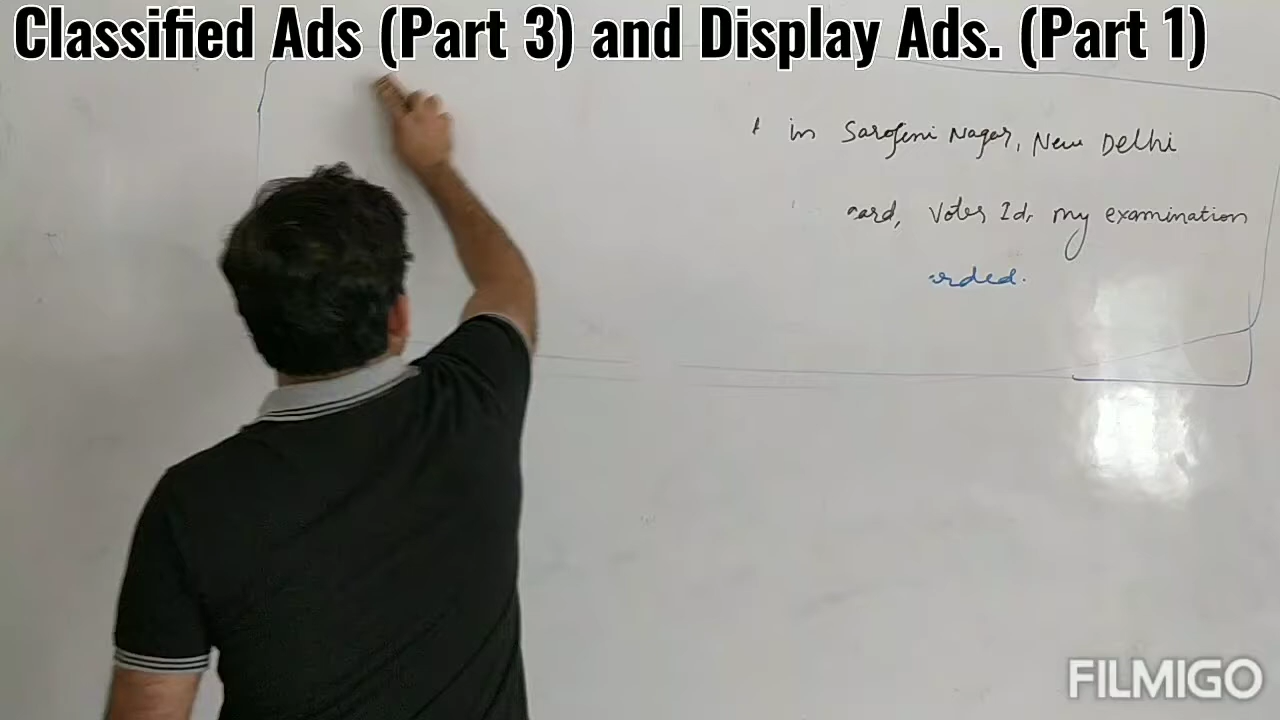 Classified Ads (Part 3) and Display Ads. (Part 1)
in Sarojini Nagar, New Delhi
ard, Voter Id, my examination
rded.
FILMIGO